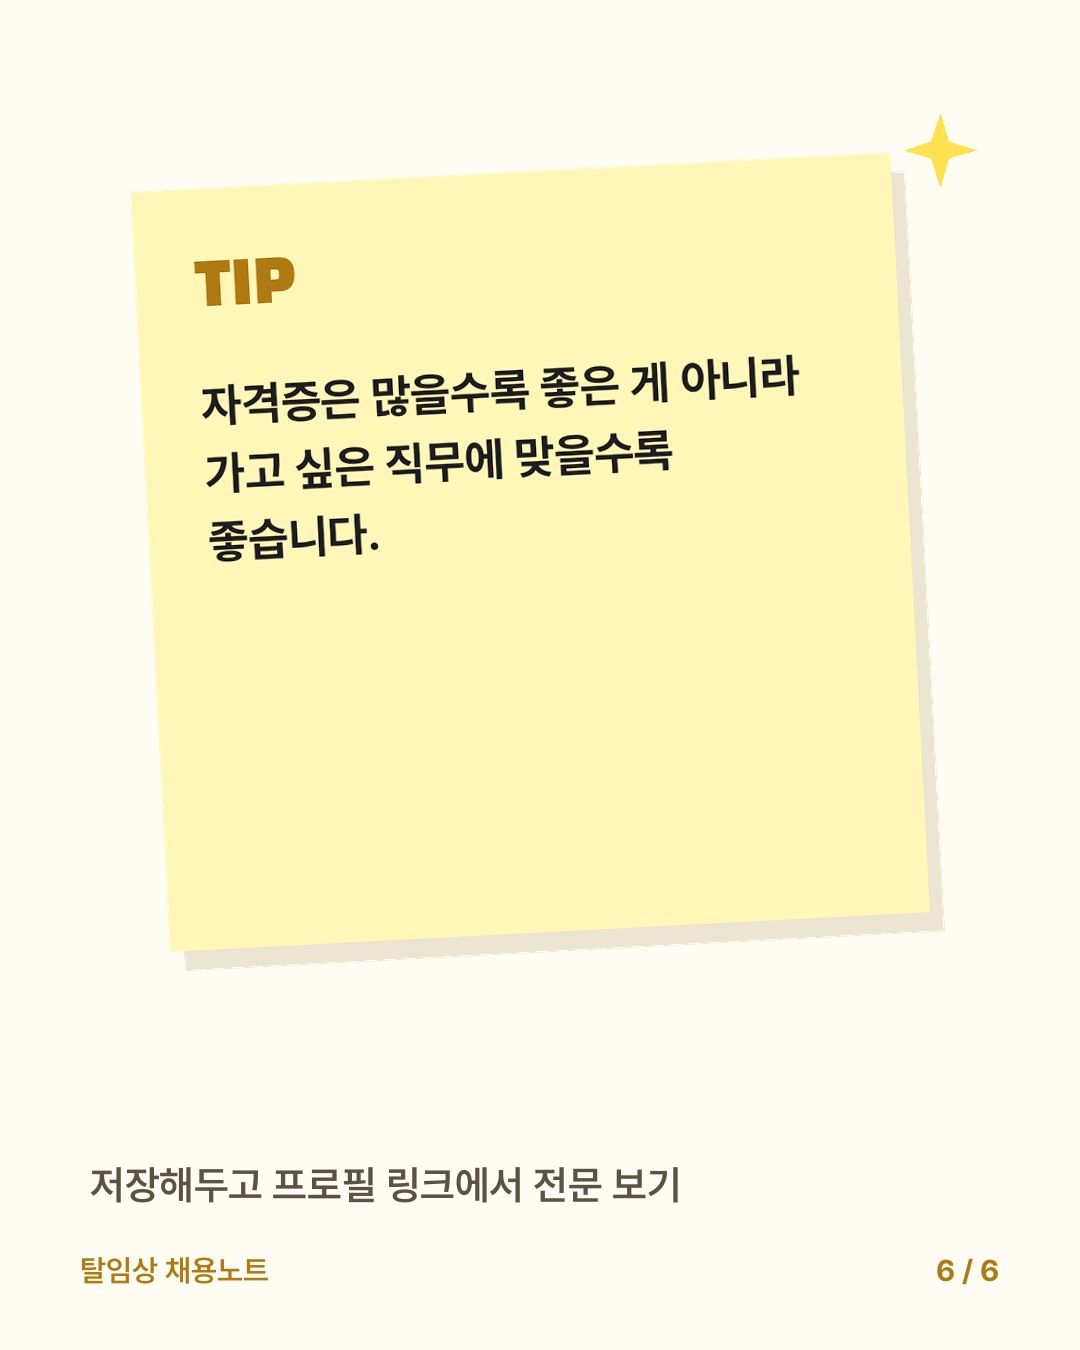 TIP
자격증은 많을수록 좋은 게 아니라
가고 싶은 직무에 맞을수록
좋습니다.
저장해두고 프로필 링크에서 전문 보기
탈임상 채용노트
6 / 6